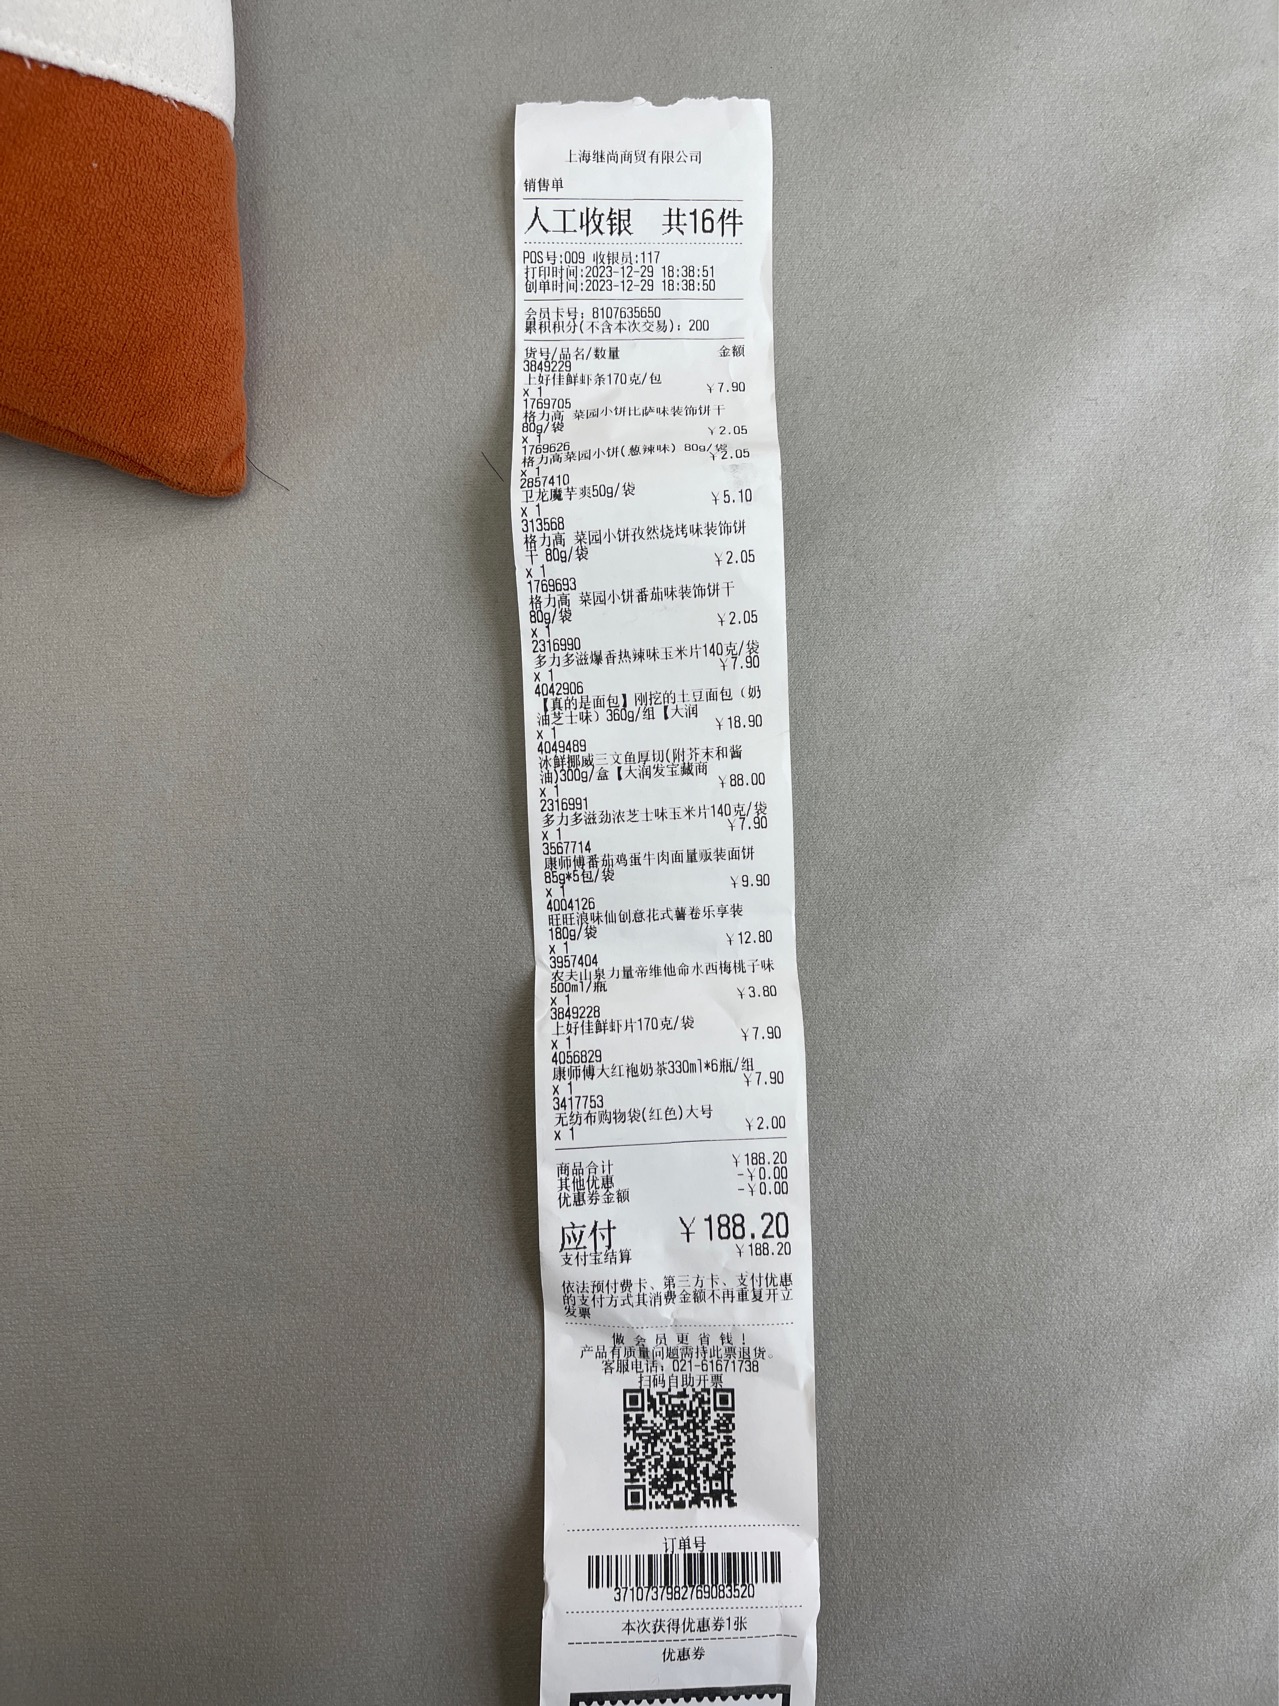 上海继尚商贸有限公司
销售单
人工收银 共16件
POS号:009 收银员:117
打印时间:2023-12-29 18:38:51
创单时间:2023-12-29 18:38:50
会员卡号: 8107635650
累积积分(不含本次交易): 200
货号/品名/数量 金额
3849229
上好佳鲜虾条170克/包
x 1 ￥7.90
1769705
格力高 菜园小饼比萨味装饰饼干
80g/袋 ￥2.05
x 1
1769626
格力高菜园小饼(葱辣味) 80g/袋
￥2.05
x 1
2857410
卫龙魔芋爽50g/袋
x 1 ￥5.10
313568
格力高 菜园小饼孜然烧烤味装饰饼
干 80g/袋 ￥2.05
x 1
1769693
格力高 菜园小饼番茄味装饰饼干
80g/袋 ￥2.05
x 1
2316990
多力多滋爆香热辣味玉米片140克/袋
￥7.90
x 1
4042906
【真的是面包】刚挖的土豆面包（奶
油芝士味）360g/组【大润
x 1 ￥18.90
4049489
冰鲜挪威三文鱼厚切(附芥末和酱
油)300g/盒【大润发宝藏商
x 1 ￥88.00
2316991
多力多滋劲浓芝士味玉米片140克/袋
￥7.90
x 1
3567714
康师傅番茄鸡蛋牛肉面量贩装面饼
85g*5包/袋 ￥9.90
x 1
4004126
旺旺浪味仙创意花式薯卷乐享装
180g/袋 ￥12.80
x 1
3957404
农夫山泉力量帝维他命水西梅桃子味
500ml/瓶 ￥3.80
x 1
3849228
上好佳鲜虾片170克/袋
x 1 ￥7.90
4056829
康师傅大红袍奶茶330ml*6瓶/组
x 1 ￥7.90
3417753
无纺布购物袋(红色)大号
x 1 ￥2.00
商品合计 ￥188.20
其他优惠 -￥0.00
优惠券金额 -￥0.00
应付 ￥188.20
支付宝结算 ￥188.20
依法预付费卡、第三方卡、支付优惠
的支付方式其消费金额不再重复开立
发票
做 会 员 更 省 钱 !
产品有质量问题需持此票退货。
客服电话: 021-61671738
扫码自助开票
订单号
3710737982769083520
本次获得优惠券1张
优惠券